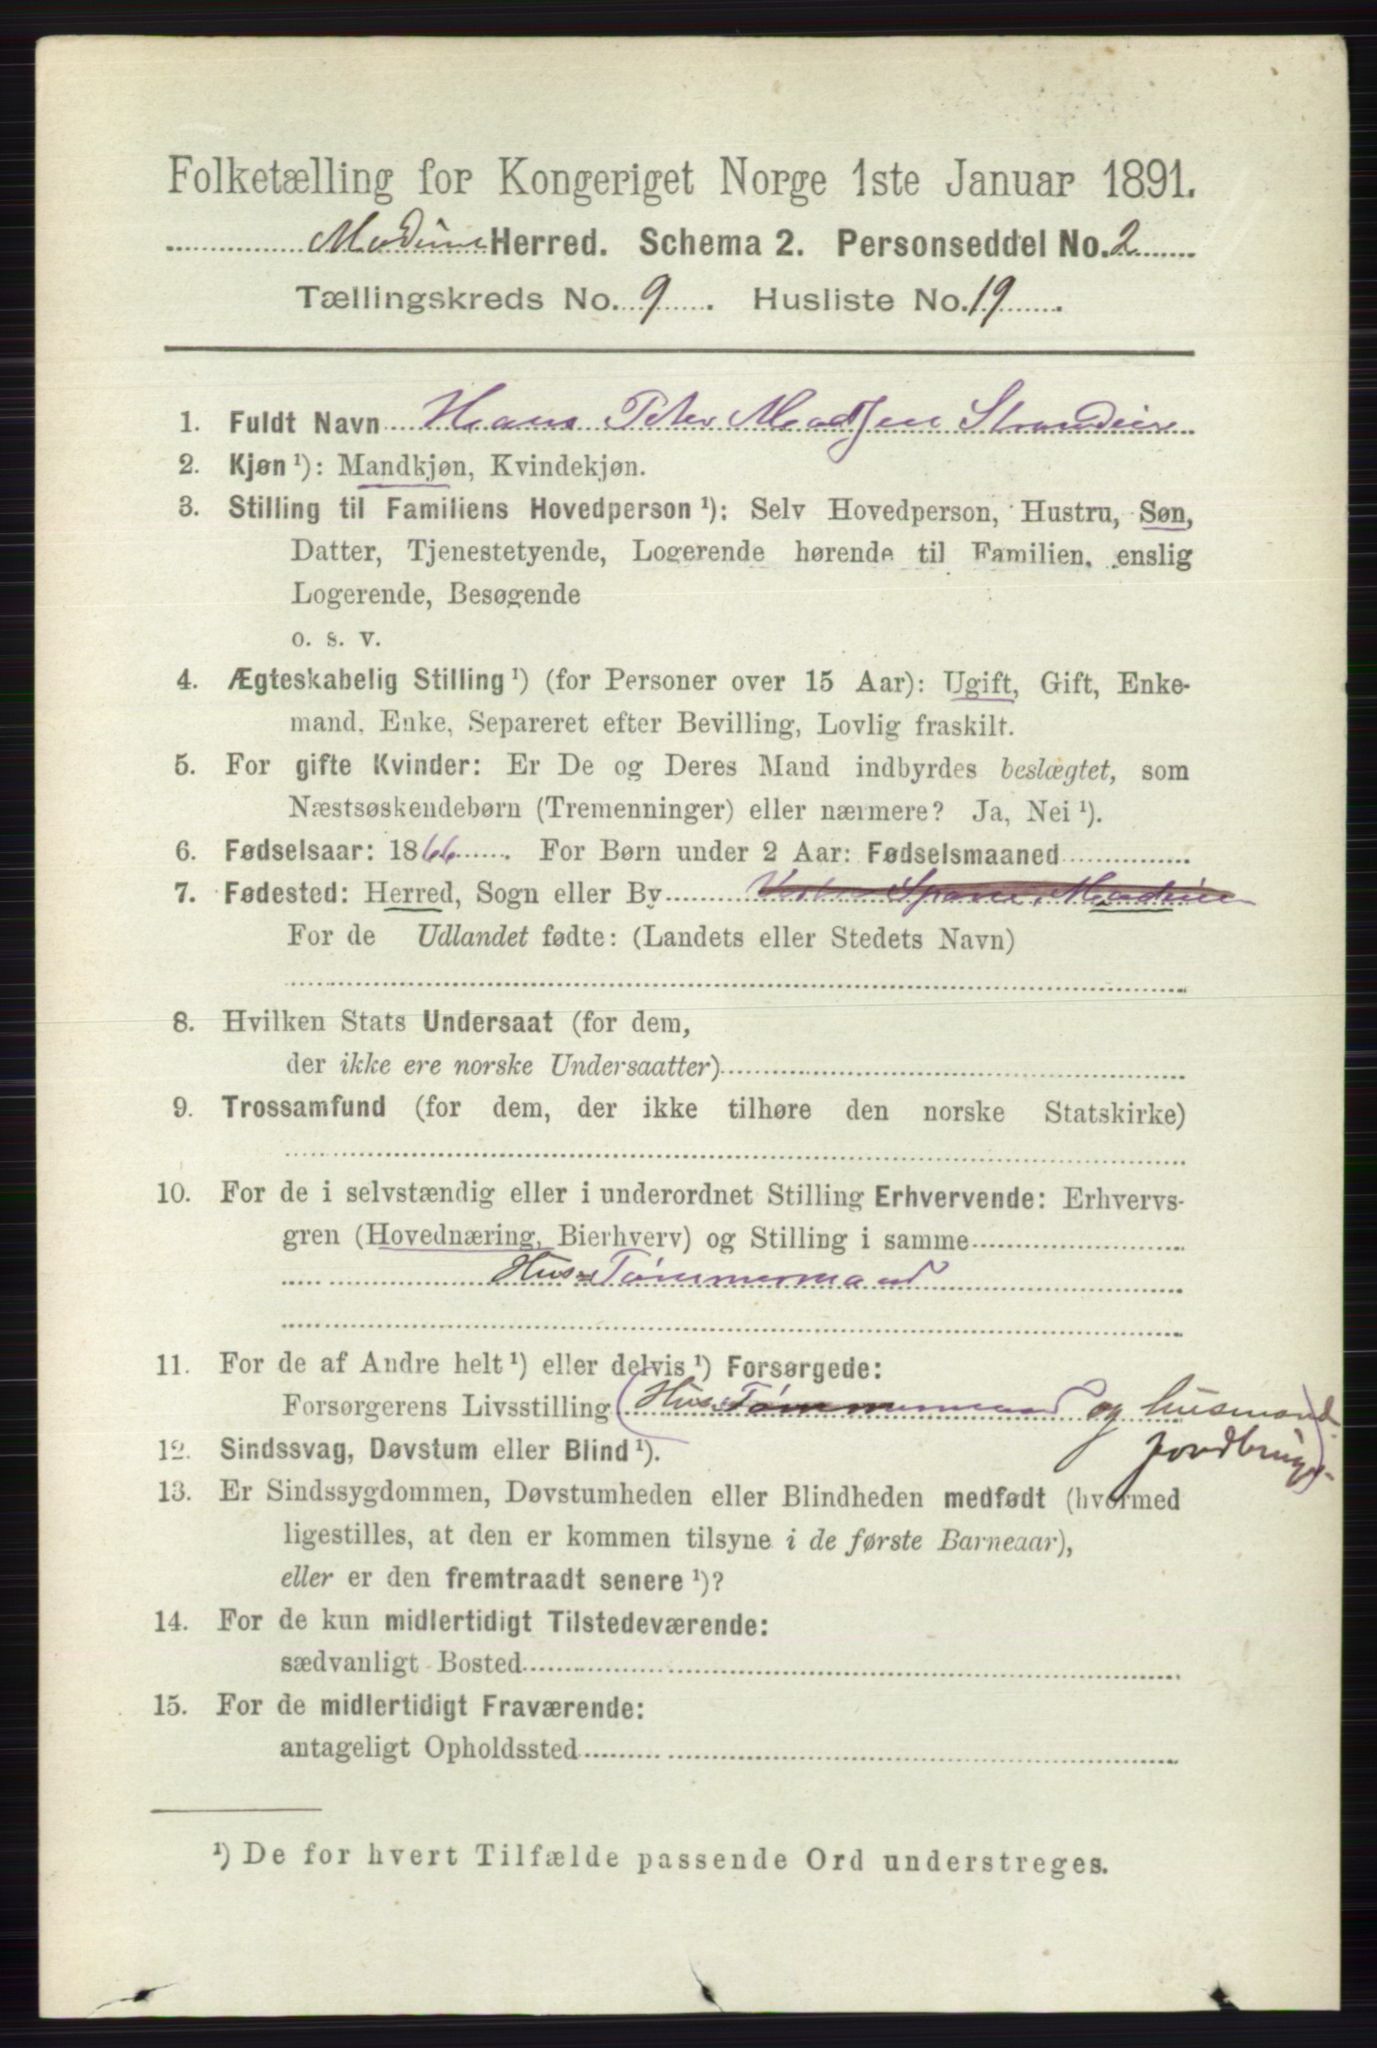 Folketælling for Kongeriget Norge 1ste Januar 1891.
Modum Herred. Schema 2. Personseddel No. 2
Tællingskreds No. 9. Husliste No. 19
1. Fuldt Navn Hans Peter Madsen
2. Kjøn ¹): Mandkjøn, Kvindekjøn.
3. Stilling til Familiens Hovedperson ¹): Selv Hovedperson, Hustru, Søn,
Datter, Tjenestetyende, Logerende hørende til Familien, enslig
Logerende, Besøgende
o. s. v.
4. Ægteskabelig Stilling ¹) (for Personer over 15 Aar): Ugift, Gift, Enke-
mand, Enke, Separeret efter Bevilling, Lovlig fraskilt.
5. For gifte Kvinder: Er De og Deres Mand indbyrdes beslægtet, som
Næstsøskendebørn (Tremenninger) eller nærmere? Ja, Nei ¹).
6. Fødselsaar: 1866. For Børn under 2 Aar: Fødselsmaaned
7. Fødested: Herred, Sogn eller By Modum
For de Udlandet fødte: (Landets eller Stedets Navn)
8. Hvilken Stats Undersaat (for dem,
der ikke ere norske Undersaatter)
9. Trossamfund (for dem, der ikke tilhøre den norske Statskirke)
10. For de i selvstændig eller i underordnet Stilling Erhvervende: Erhvervs-
gren (Hovednæring, Bierhverv) og Stilling i samme
Hus Tømmermand
11. For de af Andre helt ¹) eller delvis ¹) Forsørgede:
Forsørgerens Livsstilling (Hus Tømmermand og husmand
jordbrug)
12. Sindssvag, Døvstum eller Blind ¹).
13. Er Sindssygdommen, Døvstumheden eller Blindheden medfødt (hvormed
ligestilles, at den er kommen tilsyne i de første Barneaar),
eller er den fremtraadt senere ¹)?
14. For de kun midlertidigt Tilstedeværende:
sædvanligt Bosted
15. For de midlertidigt Fraværende:
antageligt Opholdssted
¹) De for hvert Tilfælde passende Ord understreges.